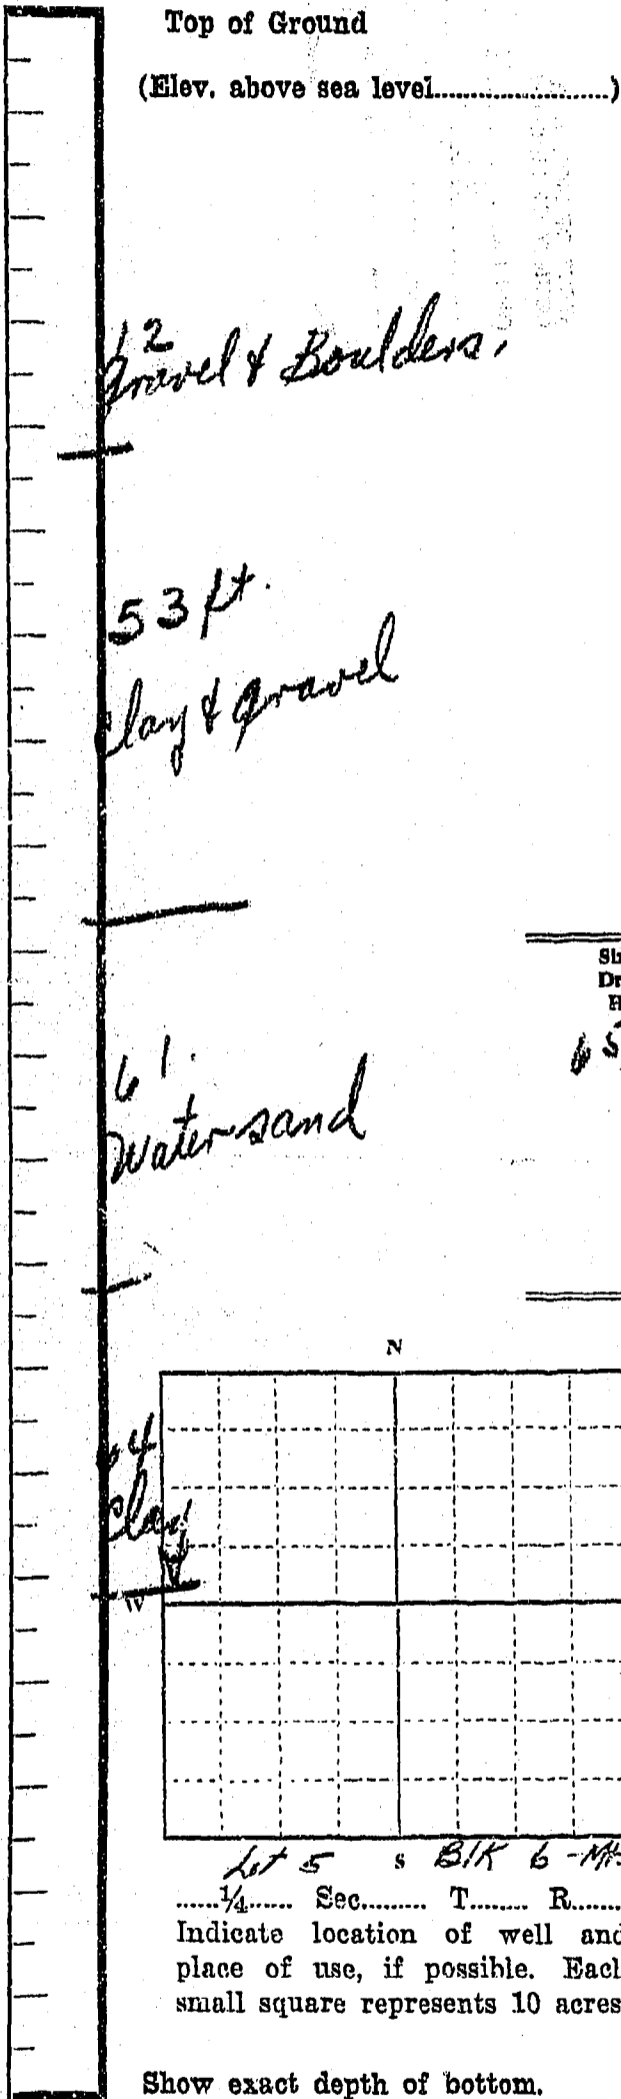 Top of Ground
(Elev. above sea level........................)
12
Gravel & Boulders,
53 ft.
Clay & gravel
61.
Water sand
N
64
Clay
W
Lot 5 S Blk 6 -
......¼...... Sec......... T........ R.......
Indicate location of well and
place of use, if possible. Each
small square represents 10 acres
Show exact depth of bottom.